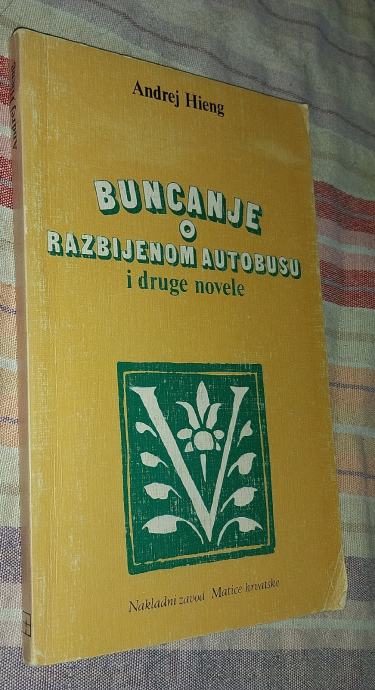 Andrej Hieng
BUNCANJE
O
RAZBIJENOM AUTOBUSU
i druge novele
V
Nakladni zavod Matice hrvatske